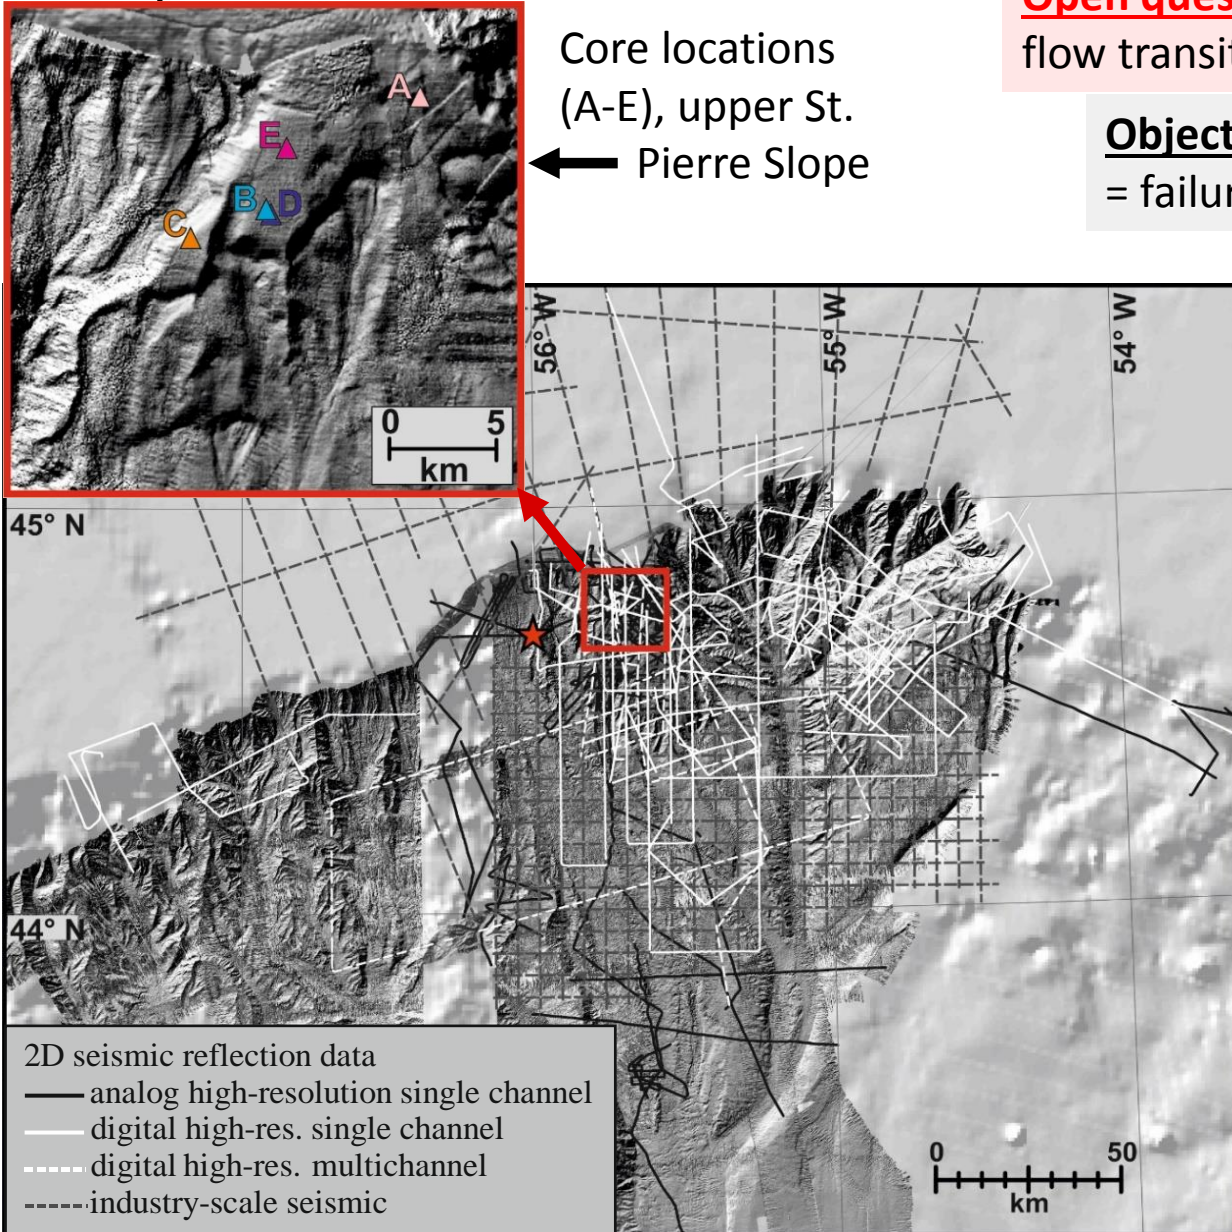 Core locations
(A-E), upper St.
Pierre Slope
flow transit
Object
= failur
A
E
B D
C
0 5
km
56° W
55° W
54° W
45° N
44° N
2D seismic reflection data
analog high-resolution single channel
digital high-res. single channel
digital high-res. multichannel
industry-scale seismic
0 50
km